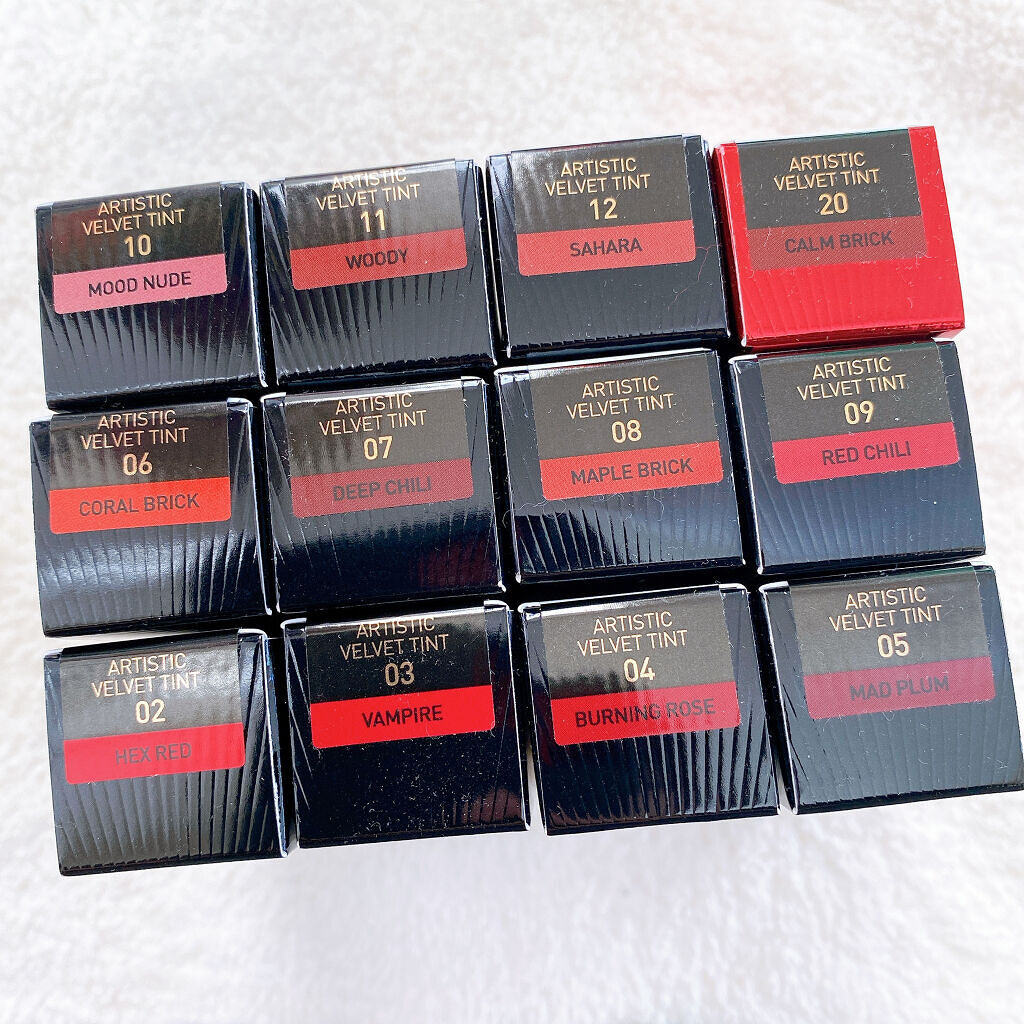 ARTISTIC
VELVET TINT
10
MOOD NUDE
ARTISTIC
VELVET TINT
11
WOODY
ARTISTIC
VELVET TINT
12
SAHARA
ARTISTIC
VELVET TINT
20
CALM BRICK
ARTISTIC
VELVET TINT
06
CORAL BRICK
ARTISTIC
VELVET TINT
07
DEEP CHILI
ARTISTIC
VELVET TINT
08
MAPLE BRICK
ARTISTIC
VELVET TINT
09
RED CHILI
ARTISTIC
VELVET TINT
02
HEX RED
ARTISTIC
VELVET TINT
03
VAMPIRE
ARTISTIC
VELVET TINT
04
BURNING ROSE
ARTISTIC
VELVET TINT
05
MAD PLUM